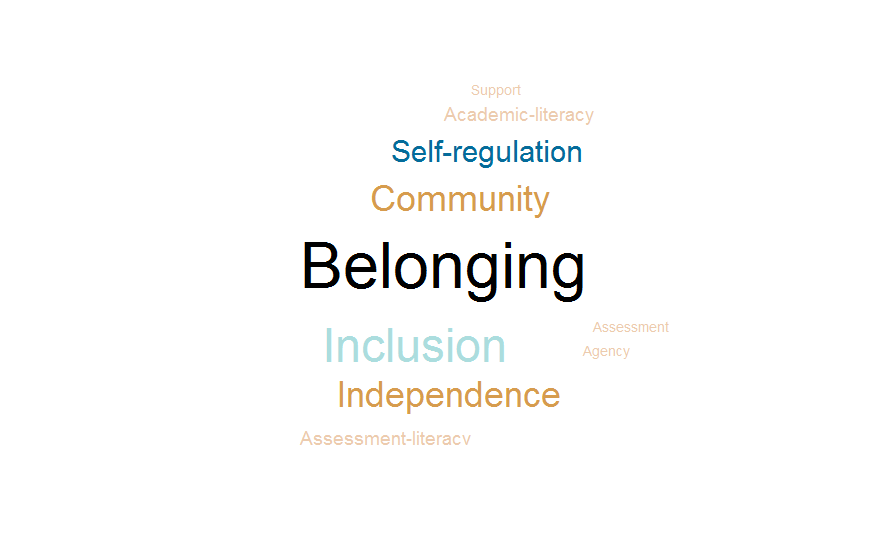 Support
Academic-literacy
Self-regulation
Community
Belonging
Assessment
Inclusion
Agency
Independence
Assessment-literacy